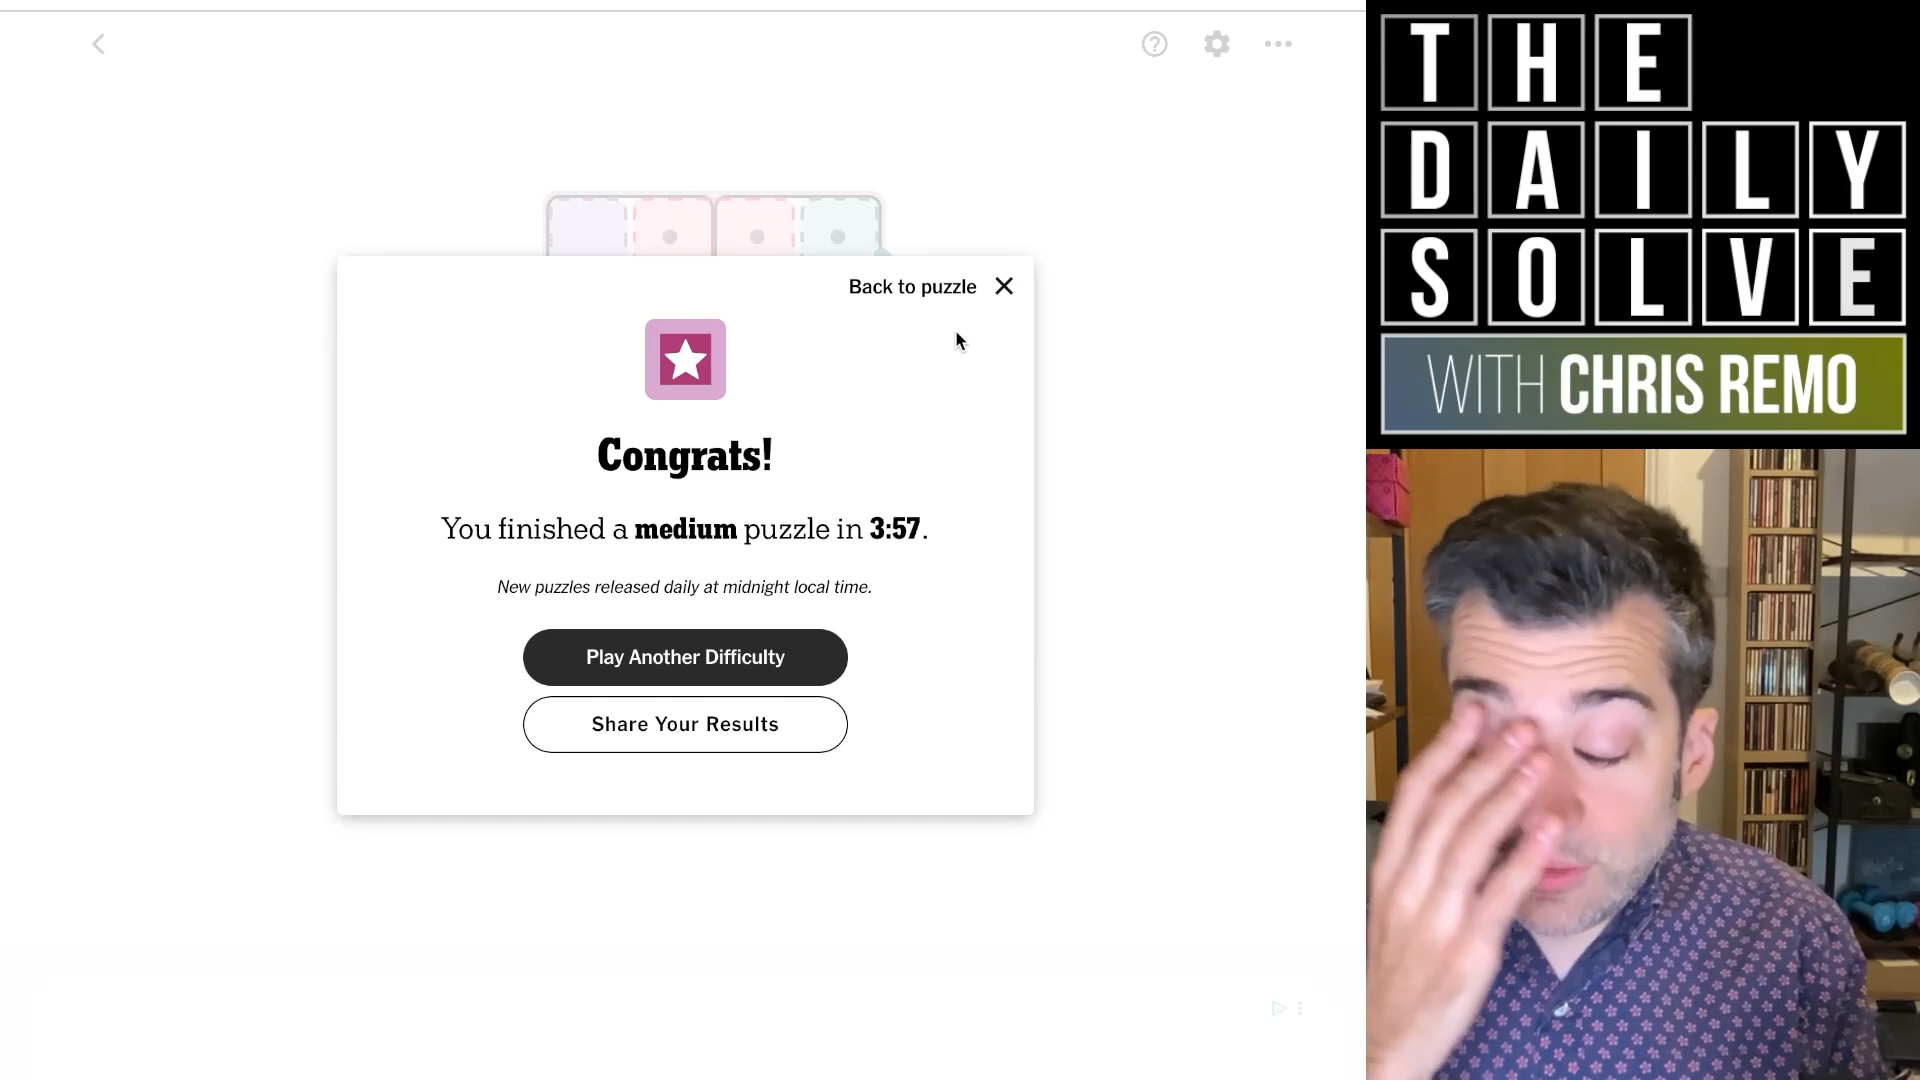 Back to puzzle
Congrats!
You finished a medium puzzle in 3:57.
New puzzles released daily at midnight local time.
Play Another Difficulty
Share Your Results
THE
DAILY
SOLVE
WITH CHRIS REMO